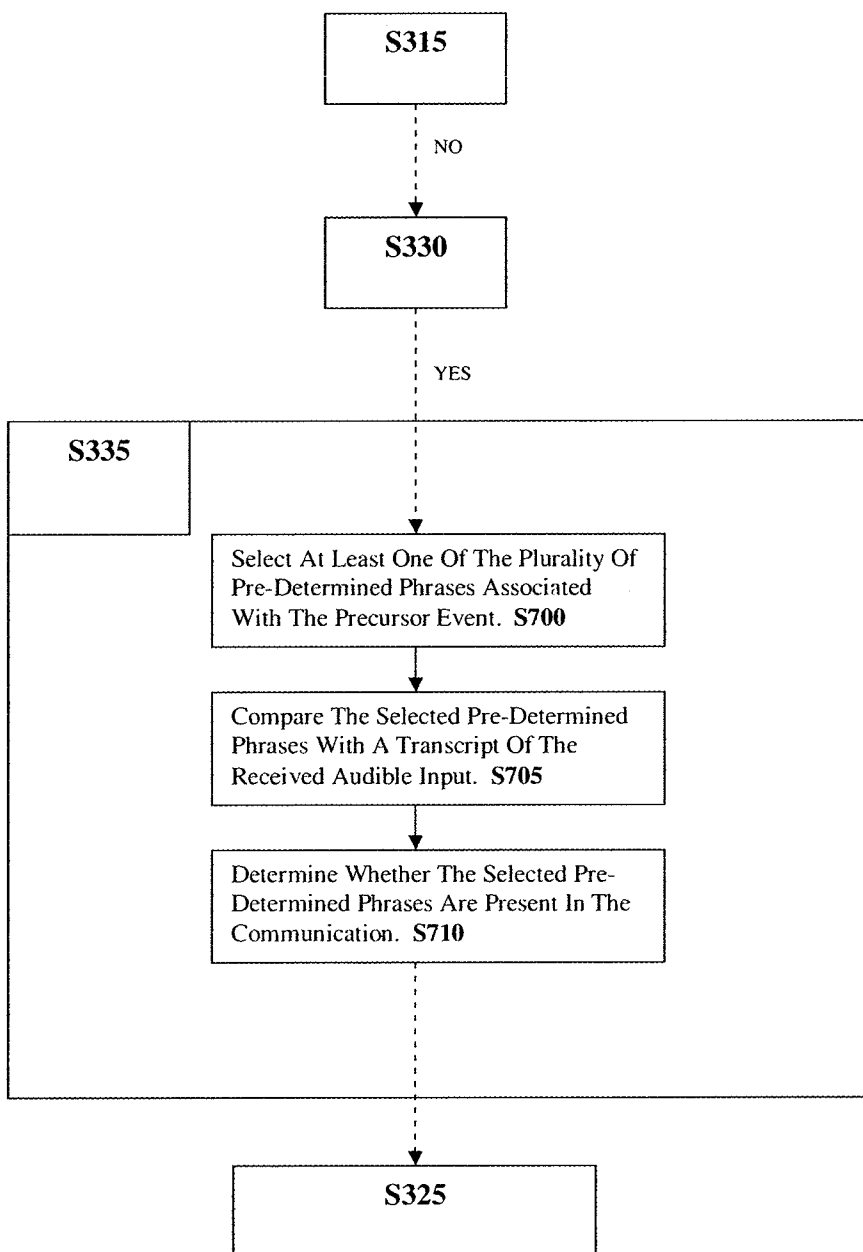 S315
NO
S330
YES
S335
Select At Least One Of The Plurality Of
Pre-Determined Phrases Associated
With The Precursor Event. S700
Compare The Selected Pre-Determined
Phrases With A Transcript Of The
Received Audible Input. S705
Determine Whether The Selected Pre-
Determined Phrases Are Present In The
Communication. S710
S325